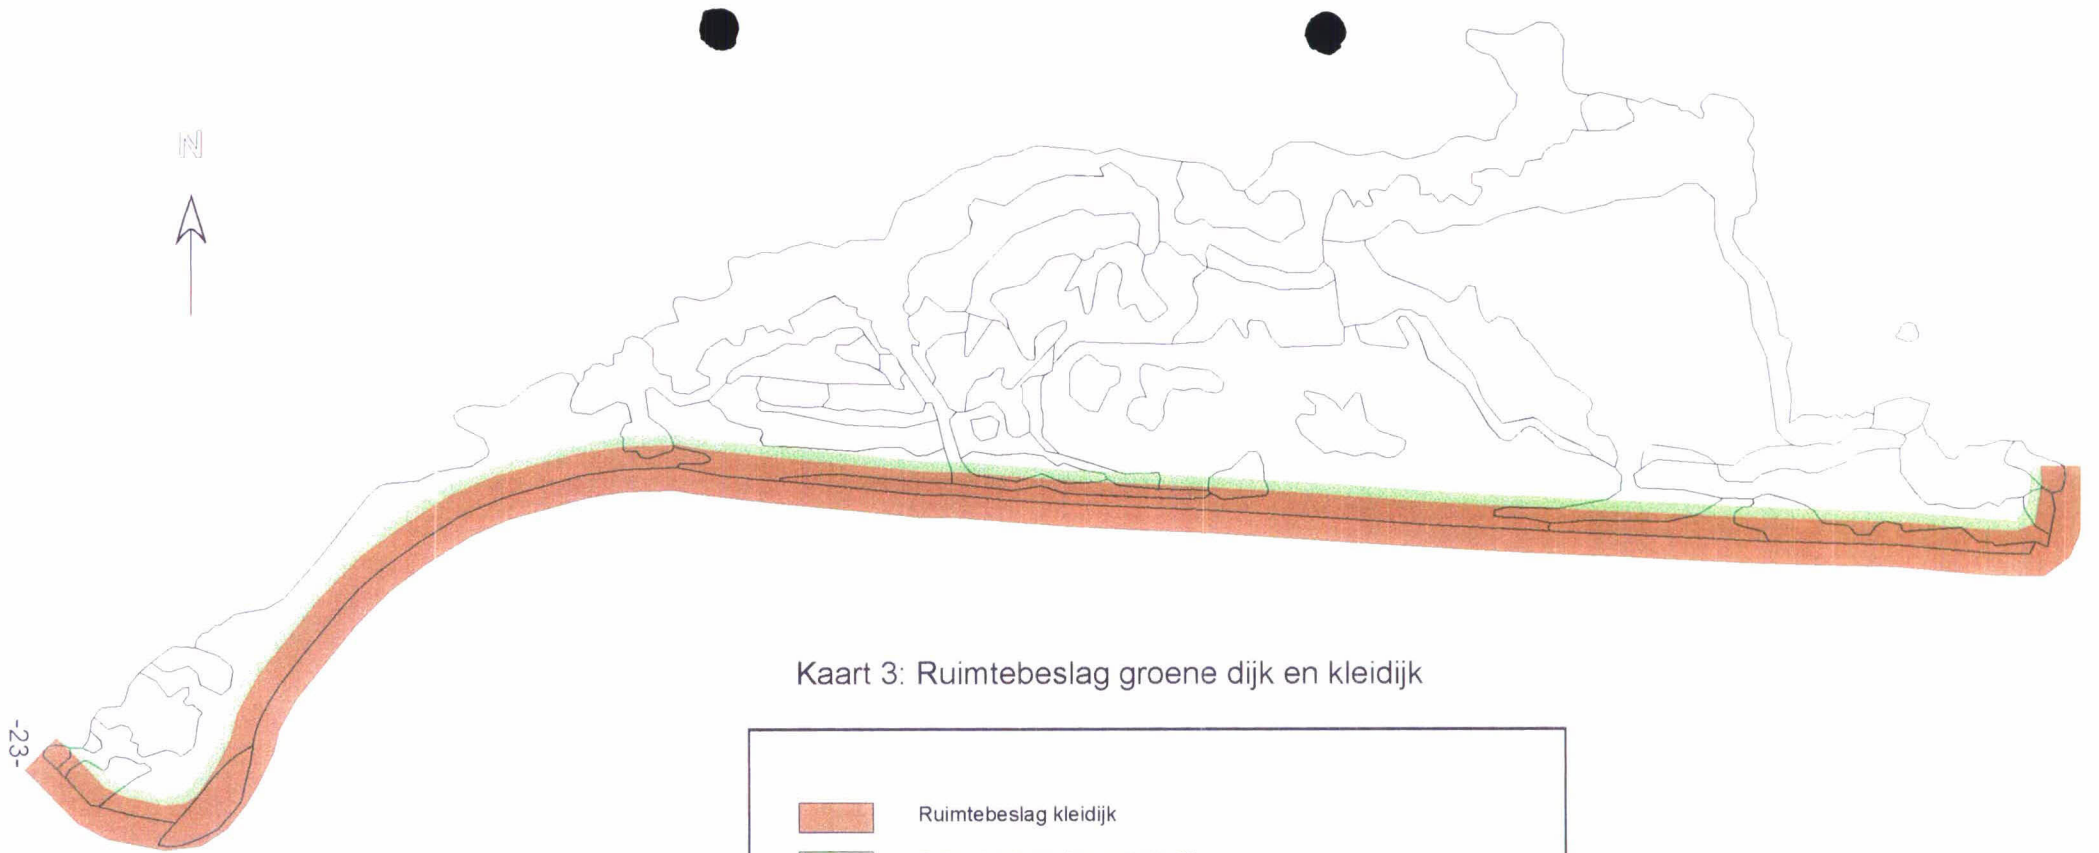 N
Kaart 3: Ruimtebeslag groene dijk en kleidijk
Ruimtebeslag kleidijk
-23-